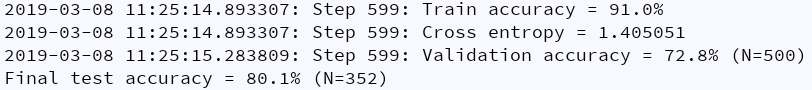 2019-03-08 11:25:14.893307: Step 599: Train accuracy = 91.0%
2019-03-08 11:25:14.893307: Step 599: Cross entropy = 1.405051
2019-03-08 11:25:15.283809: Step 599: Validation accuracy = 72.8% (N=500)
Final test accuracy = 80.1% (N=352)